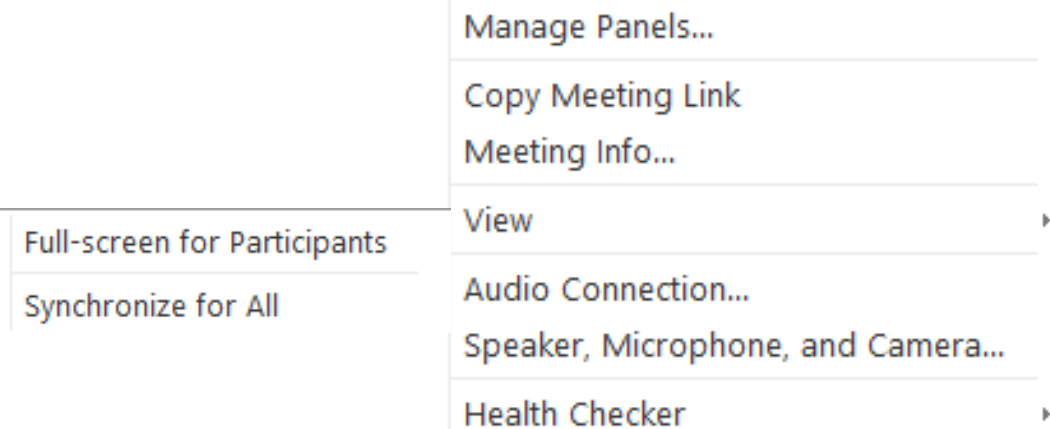 Manage Panels...
Copy Meeting Link
Meeting Info...
View
Full-screen for Participants
Synchronize for All
Audio Connection...
Speaker, Microphone, and Camera...
Health Checker